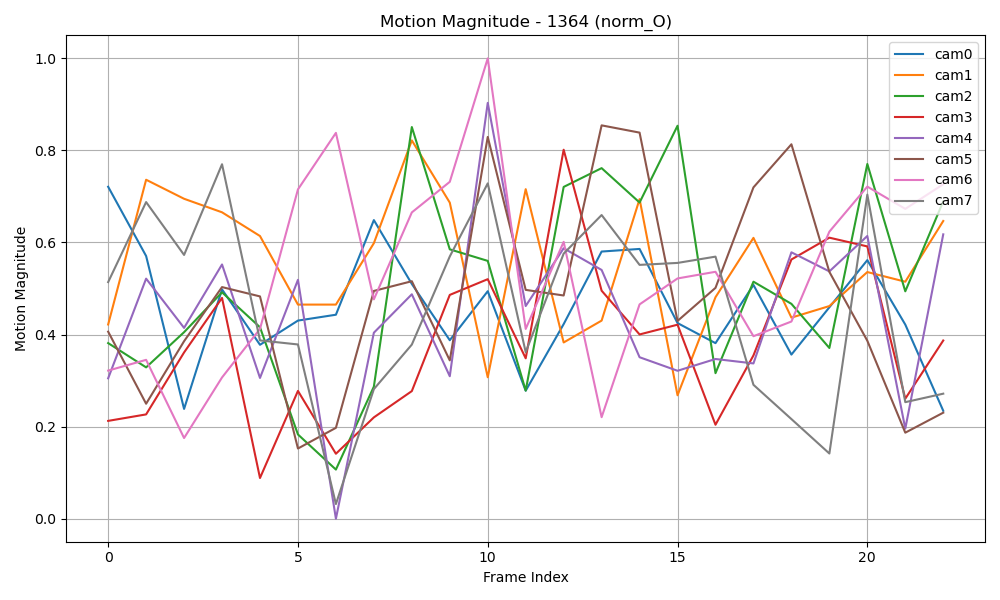 Motion Magnitude - 1364 (norm_O)
Motion Magnitude
1.0
0.8
0.6
0.4
0.2
0.0
0
5
10
15
20
Frame Index
cam0
cam1
cam2
cam3
cam4
cam5
cam6
cam7